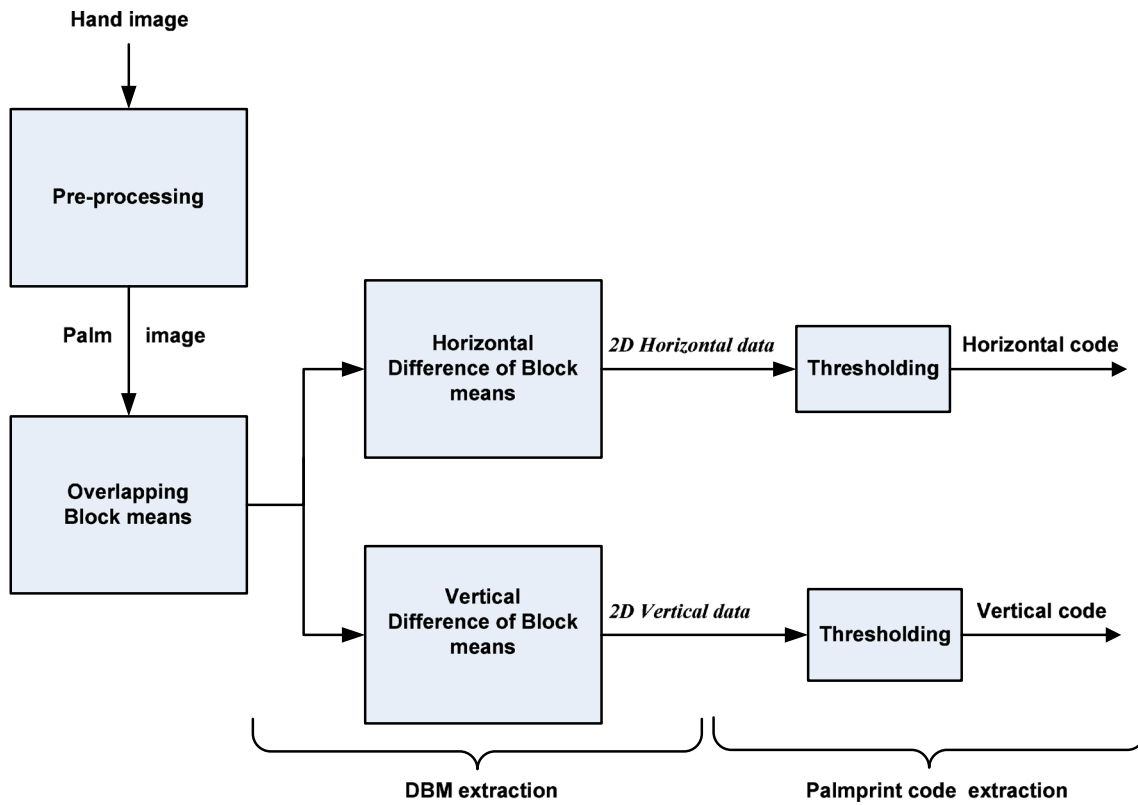 Hand image
Pre-processing
Palm image
Overlapping
Block means
Horizontal
Difference of Block
means
2D Horizontal data
Thresholding
Horizontal code
Vertical
Difference of Block
means
2D Vertical data
Thresholding
Vertical code
DBM extraction
Palmprint code extraction